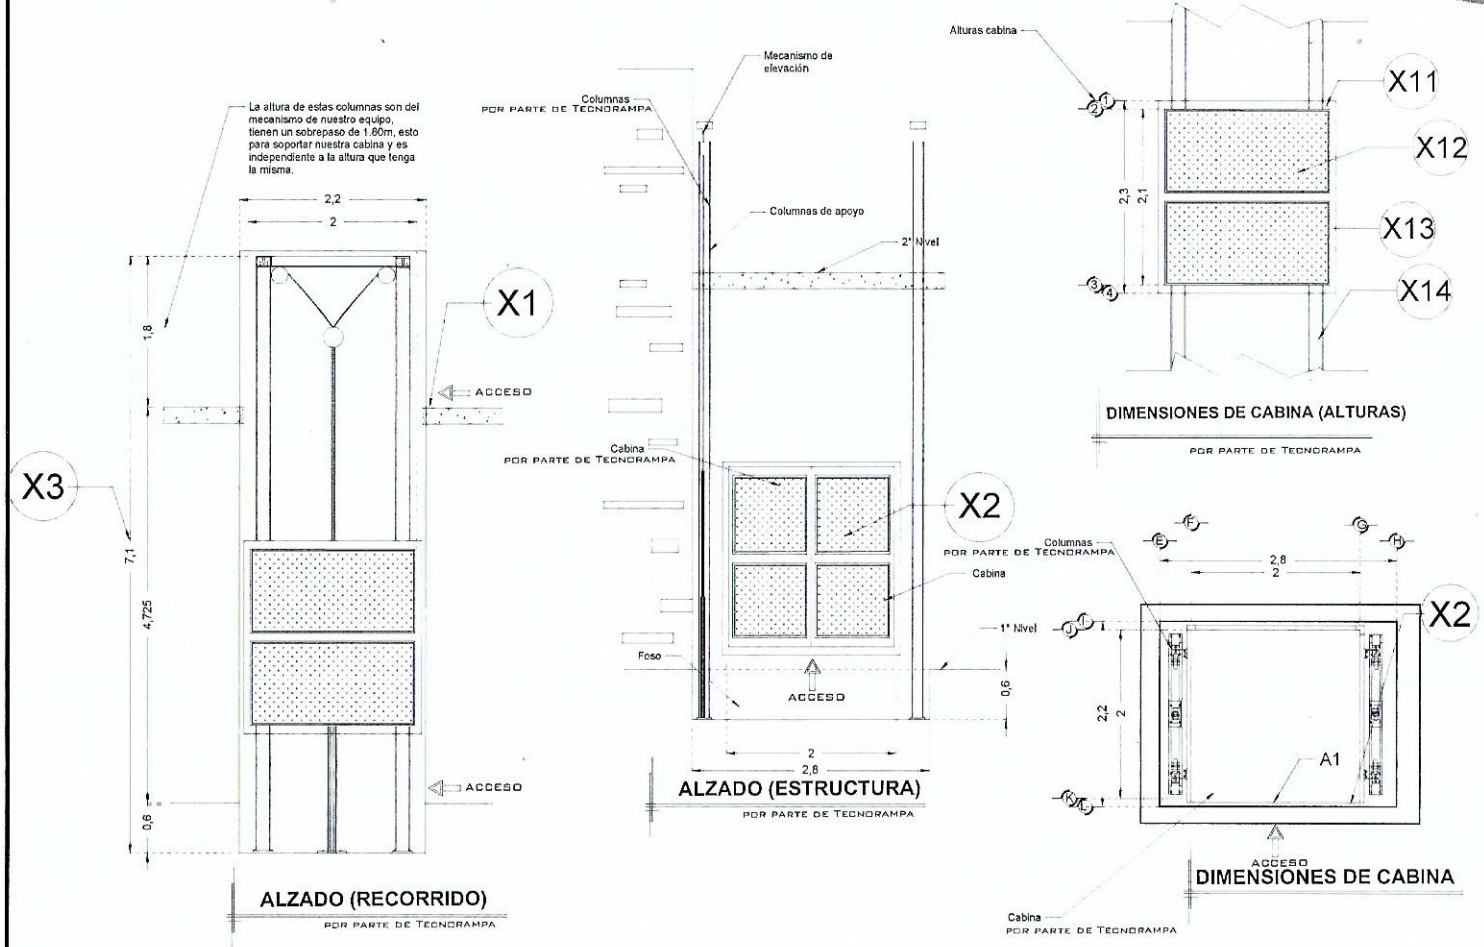 La altura de estas columnas son del
mecanismo de nuestro equipo,
tienen un sobrepaso de 1.80m, esto
para soportar nuestra cabina y es
independiente a la altura que tenga
la misma.
2,2
2
1,8
X1
ACCESO
X3
7,1
4,725
ACCESO
0,6
ALZADO (RECORRIDO)
POR PARTE DE TECNORAMPA
Mecanismo de
elevación
Columnas
POR PARTE DE TECNORAMPA
Columnas de apoyo
2° Nivel
Cabina
POR PARTE DE TECNORAMPA
X2
Cabina
1° Nivel
Foso
ACCESO
0,6
2
2,8
ALZADO (ESTRUCTURA)
POR PARTE DE TECNORAMPA
Alturas cabina
1
2
X11
X12
2,3
2,1
X13
3
4
X14
DIMENSIONES DE CABINA (ALTURAS)
POR PARTE DE TECNORAMPA
F
G
E
H
Columnas
POR PARTE DE TECNORAMPA
2,8
2
X2
I
J
2,2
2
A1
K
L
ACCESO
DIMENSIONES DE CABINA
Cabina
POR PARTE DE TECNORAMPA